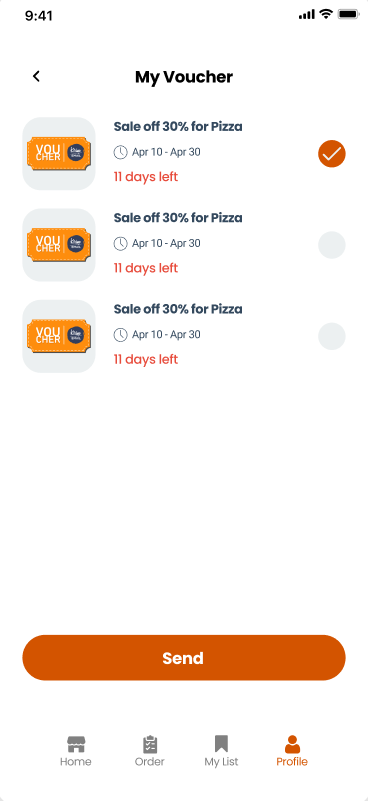 9:41
My Voucher
VOU
CHER
Sale off 30% for Pizza
Apr 10 - Apr 30
11 days left
VOU
CHER
Sale off 30% for Pizza
Apr 10 - Apr 30
11 days left
VOU
CHER
Sale off 30% for Pizza
Apr 10 - Apr 30
11 days left
Send
Home
Order
My List
Profile